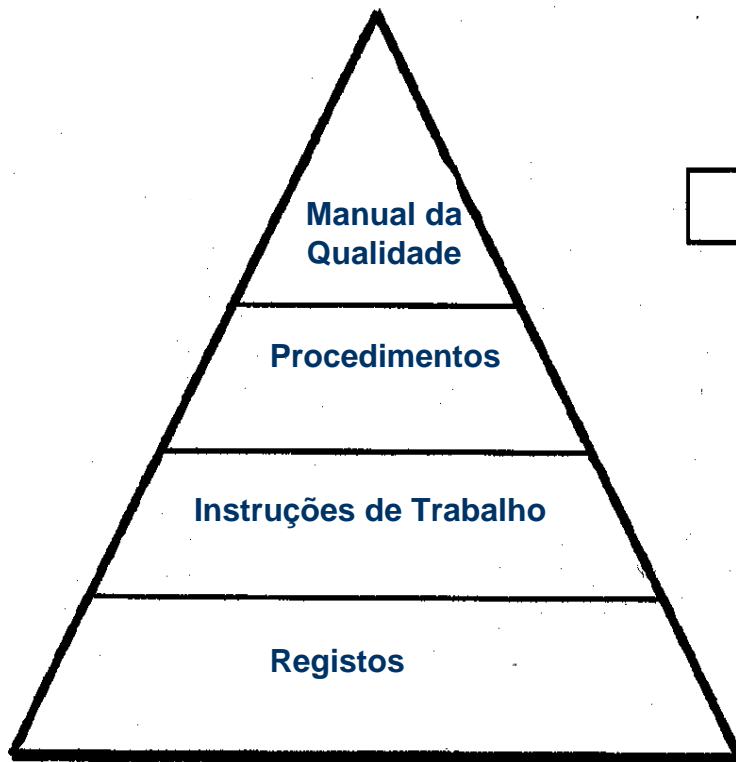 Manual da
Qualidade
Procedimentos
Instruções de Trabalho
Registos